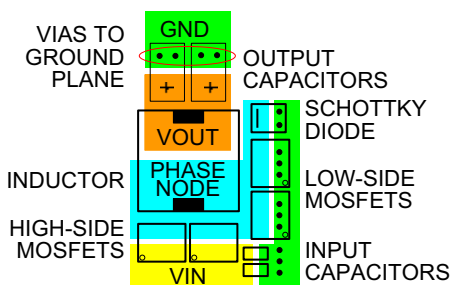 GND
VIAS TO
GROUND
PLANE
OUTPUT
CAPACITORS
+ +
SCHOTTKY
DIODE
VOUT
PHASE
NODE
INDUCTOR
LOW-SIDE
MOSFETS
HIGH-SIDE
MOSFETS
INPUT
CAPACITORS
VIN